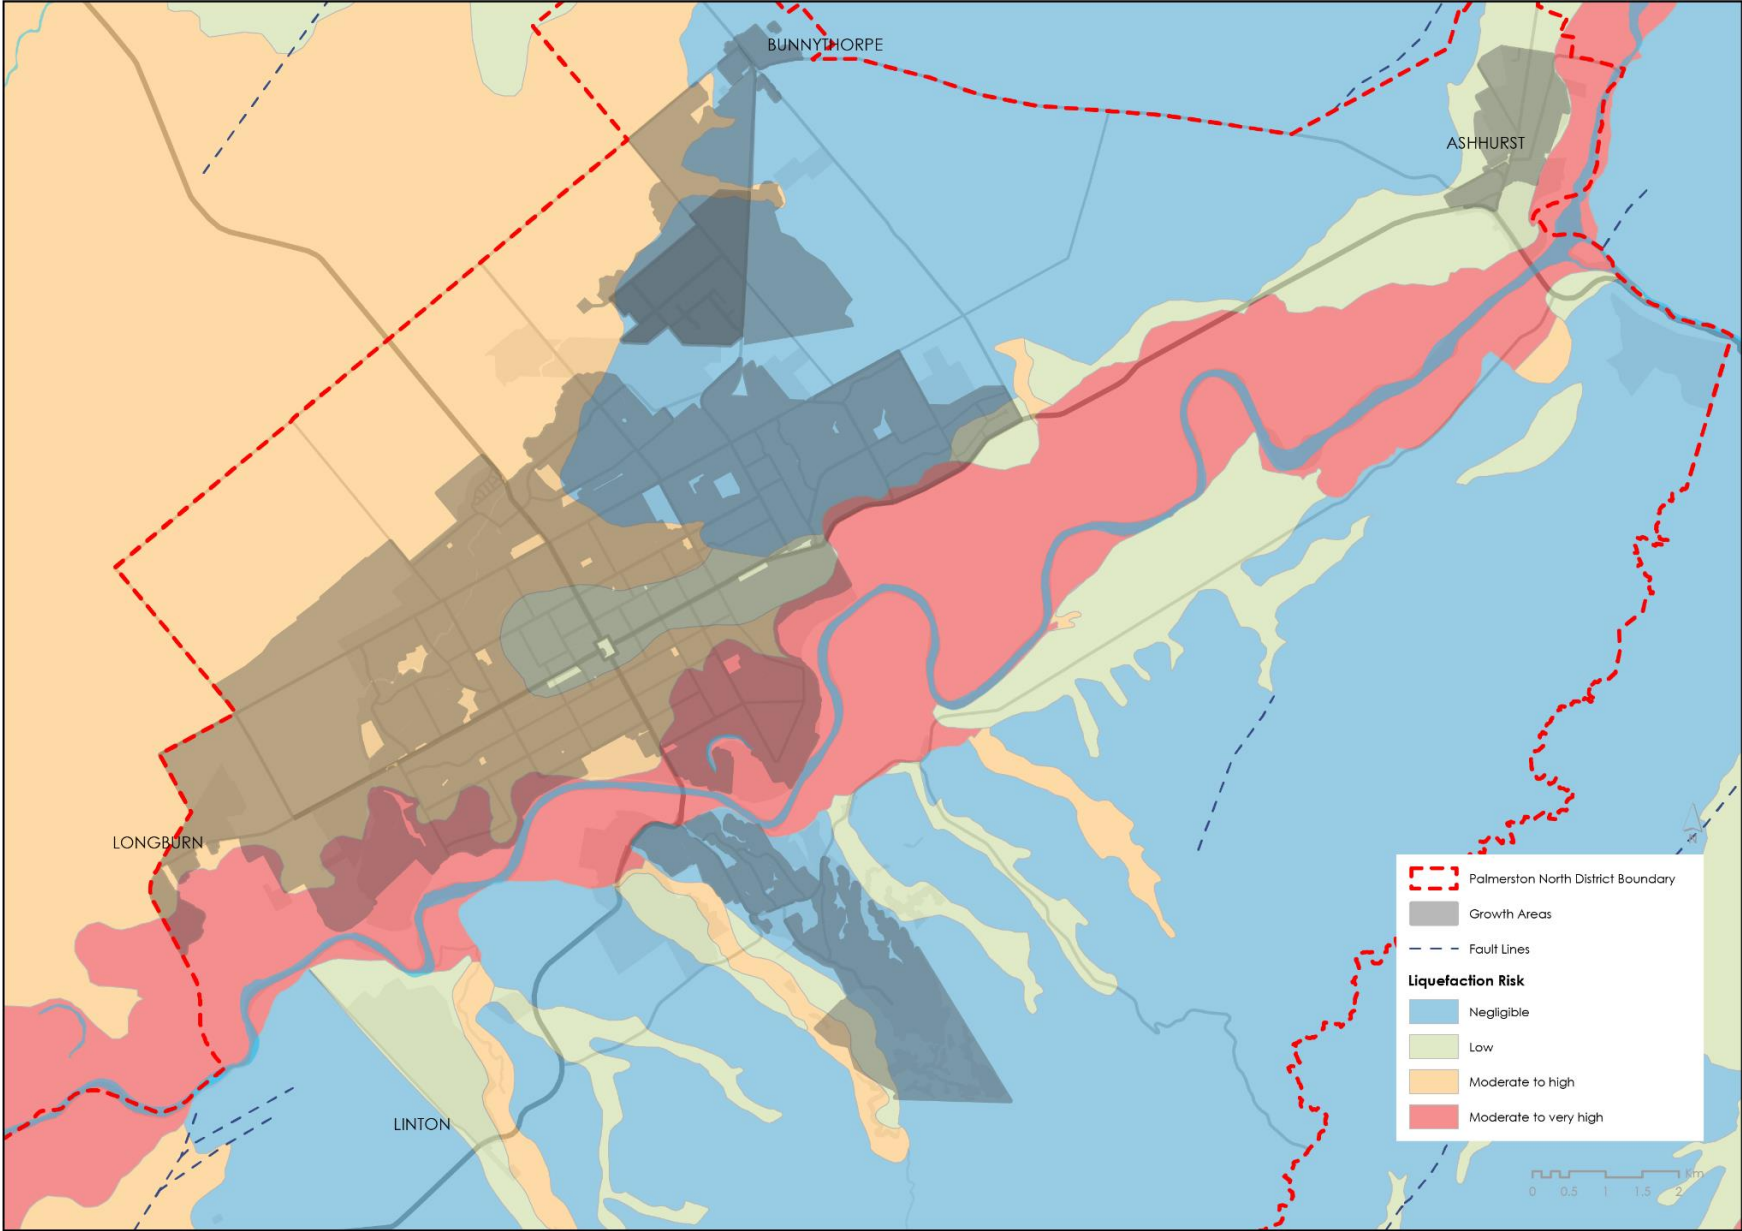 BUNNYTHORPE
ASHHURST
LONGBURN
LINTON
N
Palmerston North District Boundary
Growth Areas
Fault Lines
Liquefaction Risk
Negligible
Low
Moderate to high
Moderate to very high
Km
0 0.5 1 1.5 2